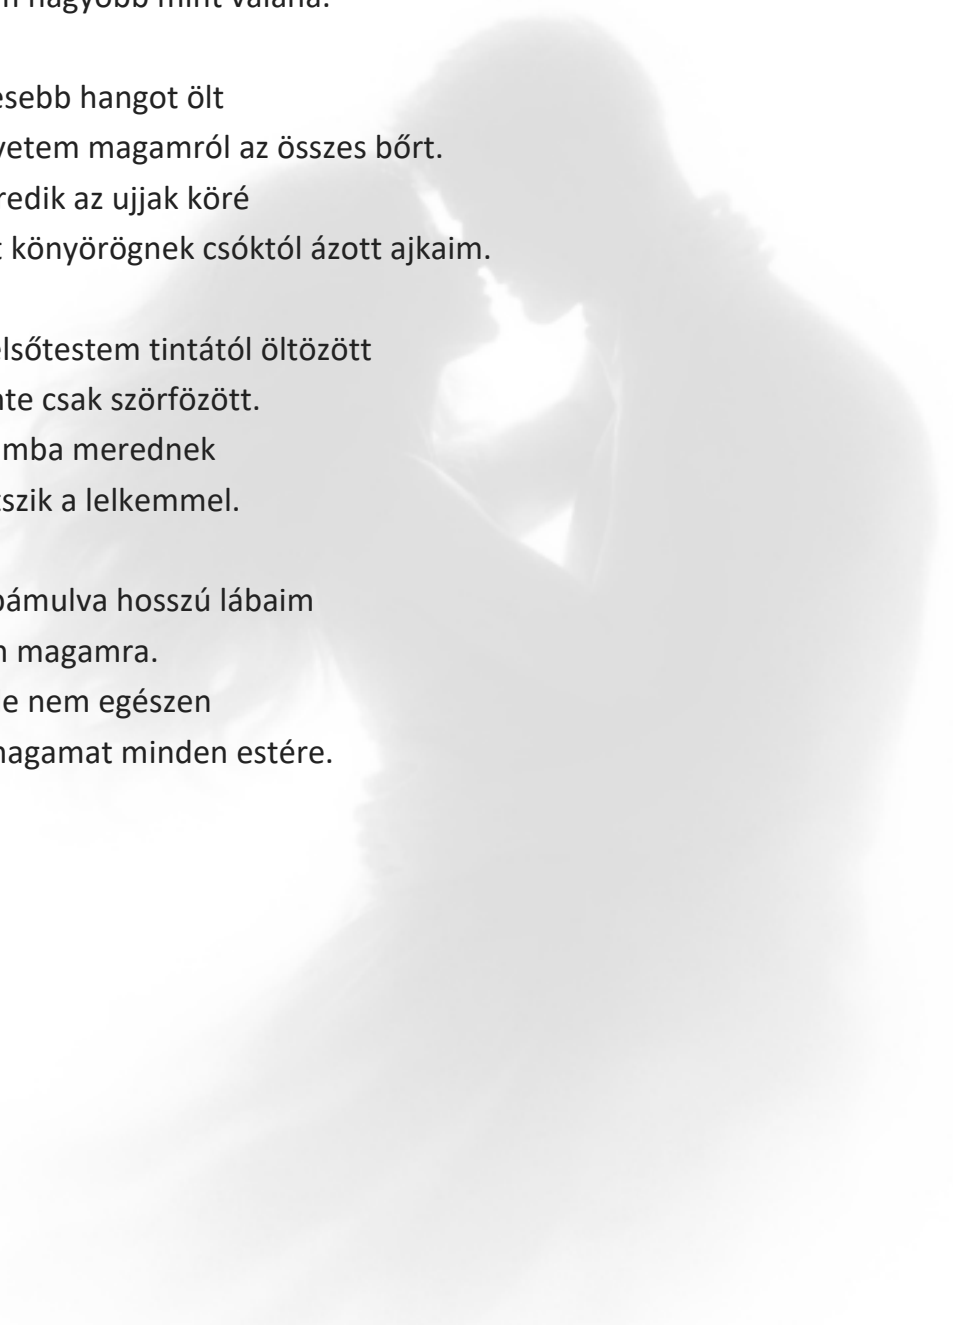 nagyobb mint valaha.
esebb hangot ölt
vetem magamról az összes bőrt.
redik az ujjak köré
t könyörögnek csóktól ázott ajkaim.
elsőtestem tintától öltözött
nte csak szörfözött.
mba merednek
szik a lelkemmel.
bámulva hosszú lábaim
n magamra.
e nem egészen
magamat minden estére.